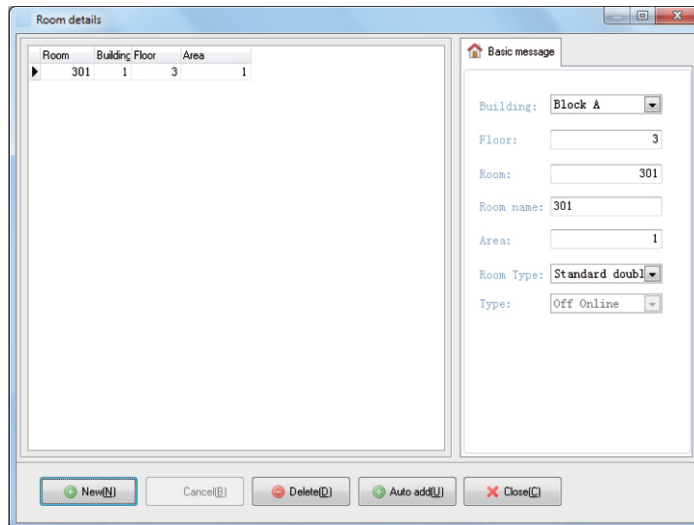 Room details
Room Building Floor Area
301 1 3 1
Basic message
Building: Block A
Floor: 3
Room: 301
Room name: 301
Area: 1
Room Type: Standard doubl
Type: Off Online
New(N) Cancel(B) Delete(D) Auto add(U) Close(C)